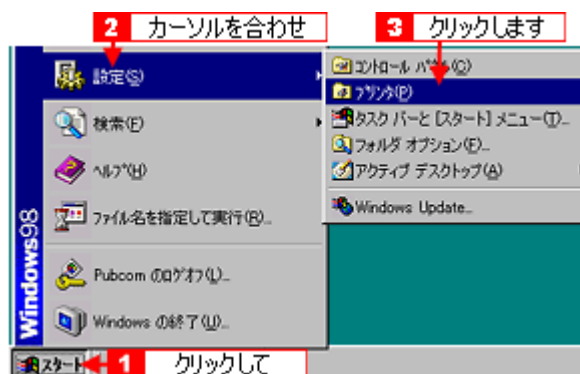 2 カーソルを合わせ
3 クリックします
設定(S)
検索(F)
ヘルプ(H)
ファイル名を指定して実行(R)...
Pubcom のログオフ(L)...
Windows の終了(U)...
Windows98
コントロール パネル(C)
プリンタ(P)
タスク バーと [スタート] メニュー(T)...
フォルダ オプション(F)...
アクティブ デスクトップ(A)
Windows Update...
スタート
1 クリックして